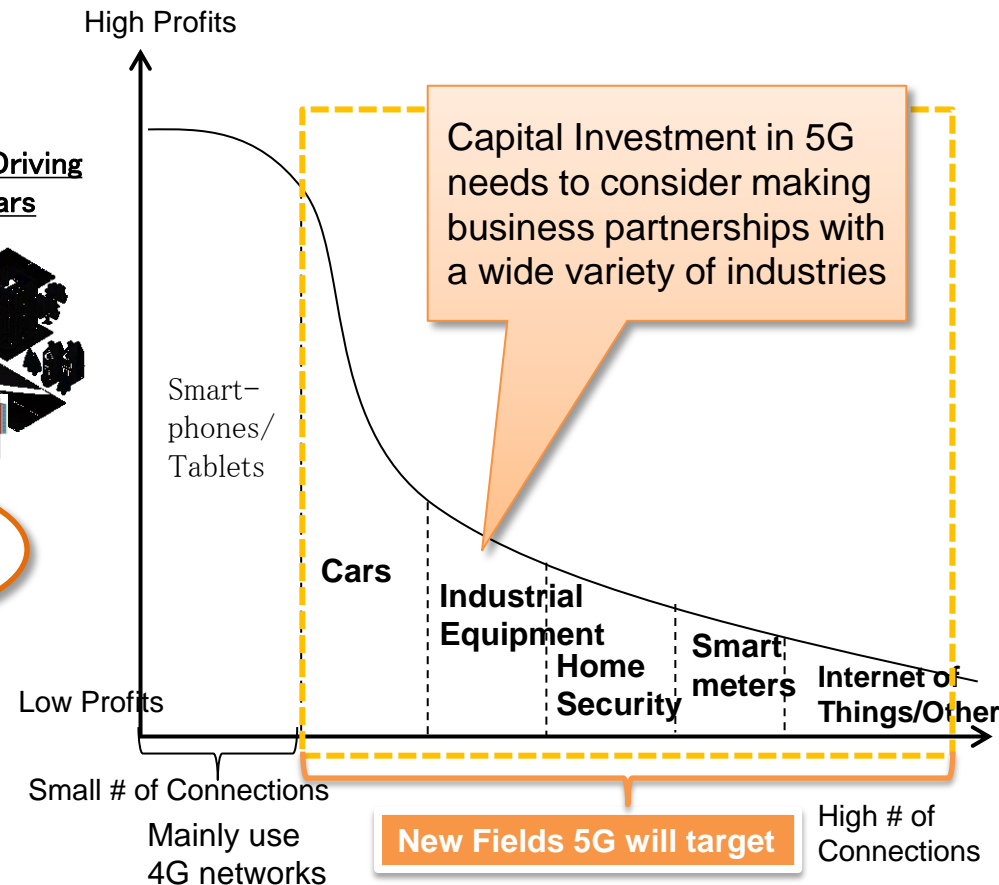 High Profits
Driving
ars
Capital Investment in 5G
needs to consider making
business partnerships with
a wide variety of industries
Smart-
phones/
Tablets
Cars
Industrial
Equipment
Home
Security
Smart
meters
Internet of
Things/Other
Low Profits
Small # of Connections
Mainly use
4G networks
New Fields 5G will target
High # of
Connections